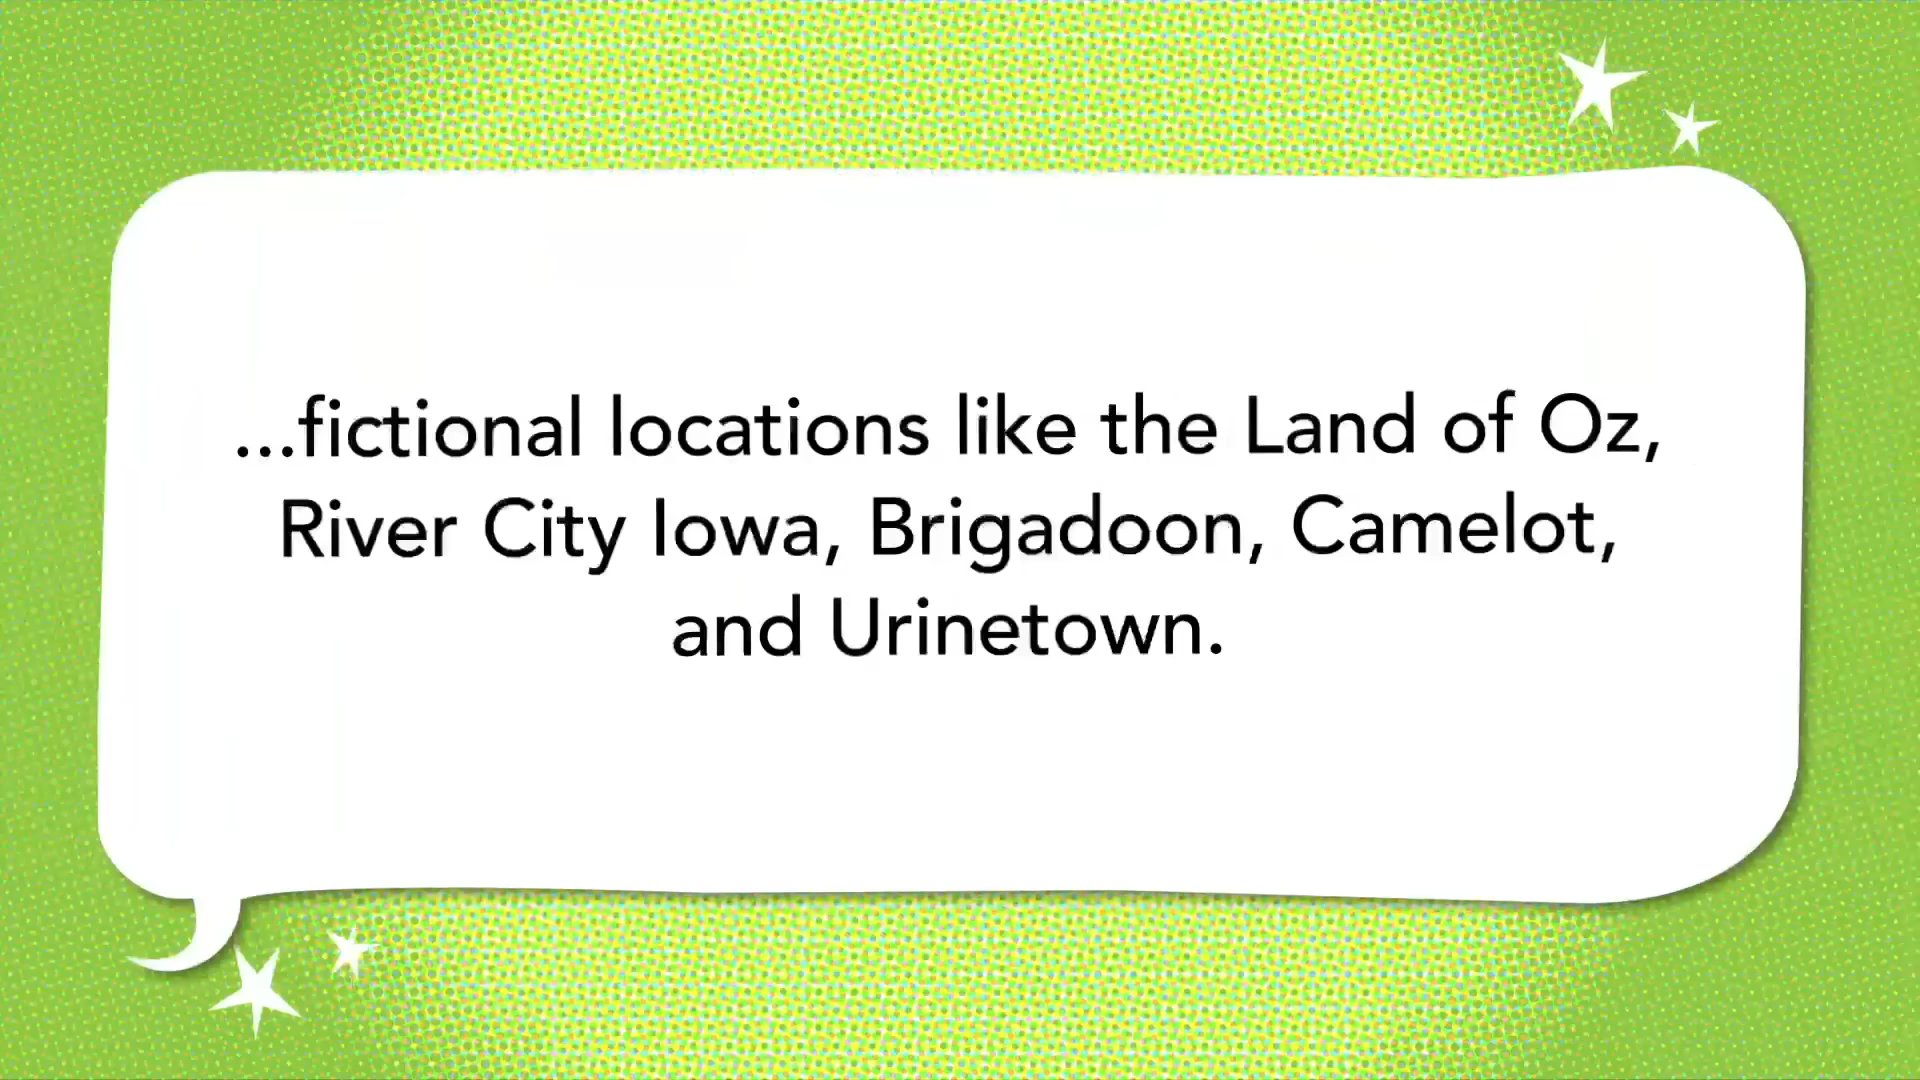 ...fictional locations like the Land of Oz,
River City Iowa, Brigadoon, Camelot,
and Urinetown.